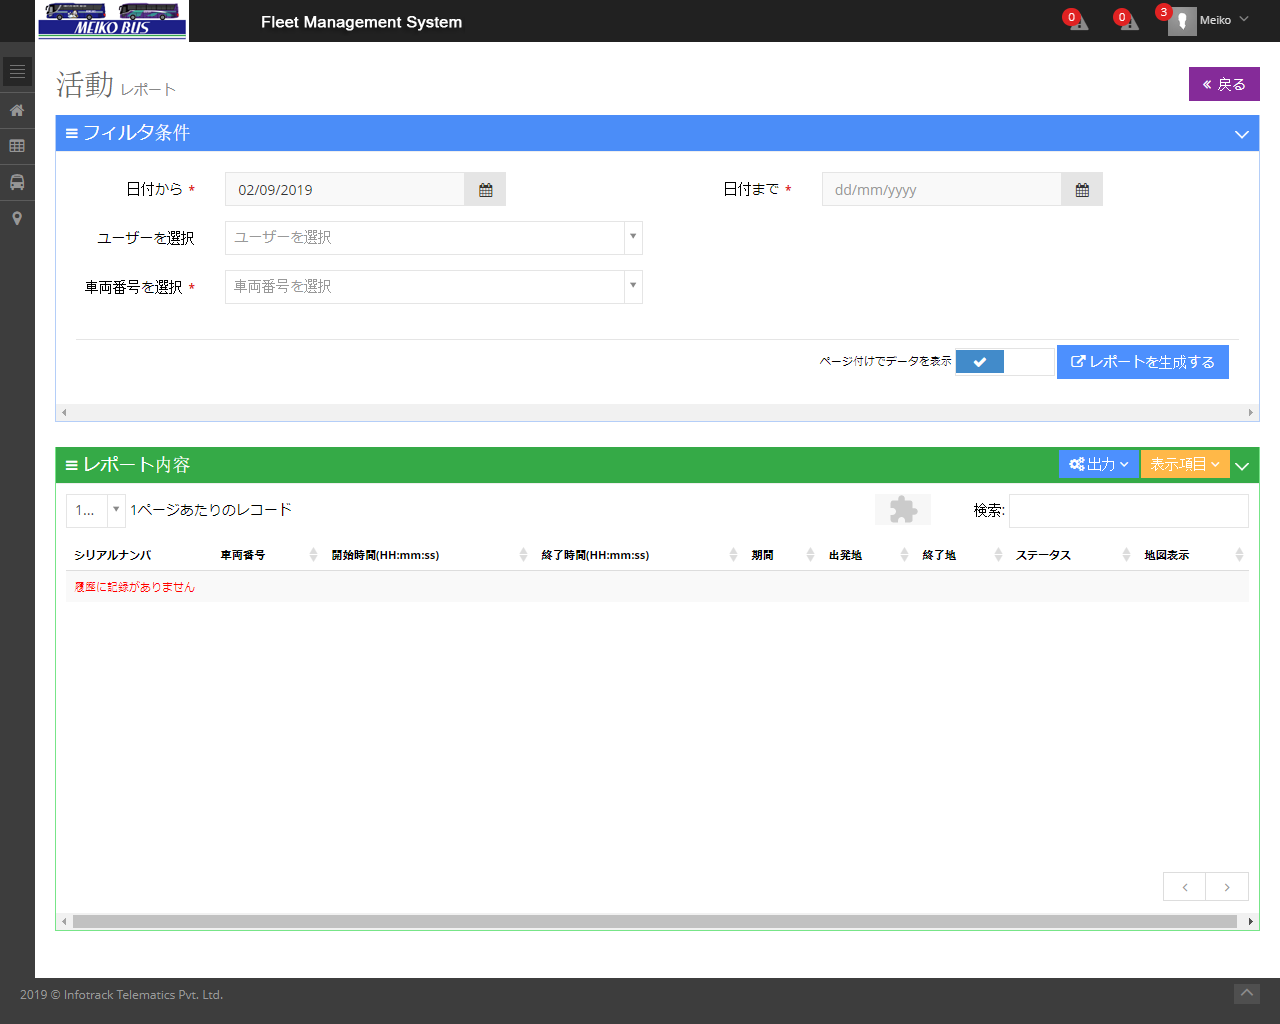 MEIKO BUS
Fleet Management System
0
0
3
Meiko
活動 レポート
戻る
フィルタ条件
日付から *
02/09/2019
日付まで *
dd/mm/yyyy
ユーザーを選択
ユーザーを選択
車両番号を選択 *
車両番号を選択
ページ付けでデータを表示
レポートを生成する
レポート内容
出力
表示項目
1... 1ページあたりのレコード
検索:
シリアルナンバ 車両番号 開始時間(HH:mm:ss) 終了時間(HH:mm:ss) 期間 出発地 終了地 ステータス 地図表示
履歴に記録がありません
2019 © Infotrack Telematics Pvt. Ltd.